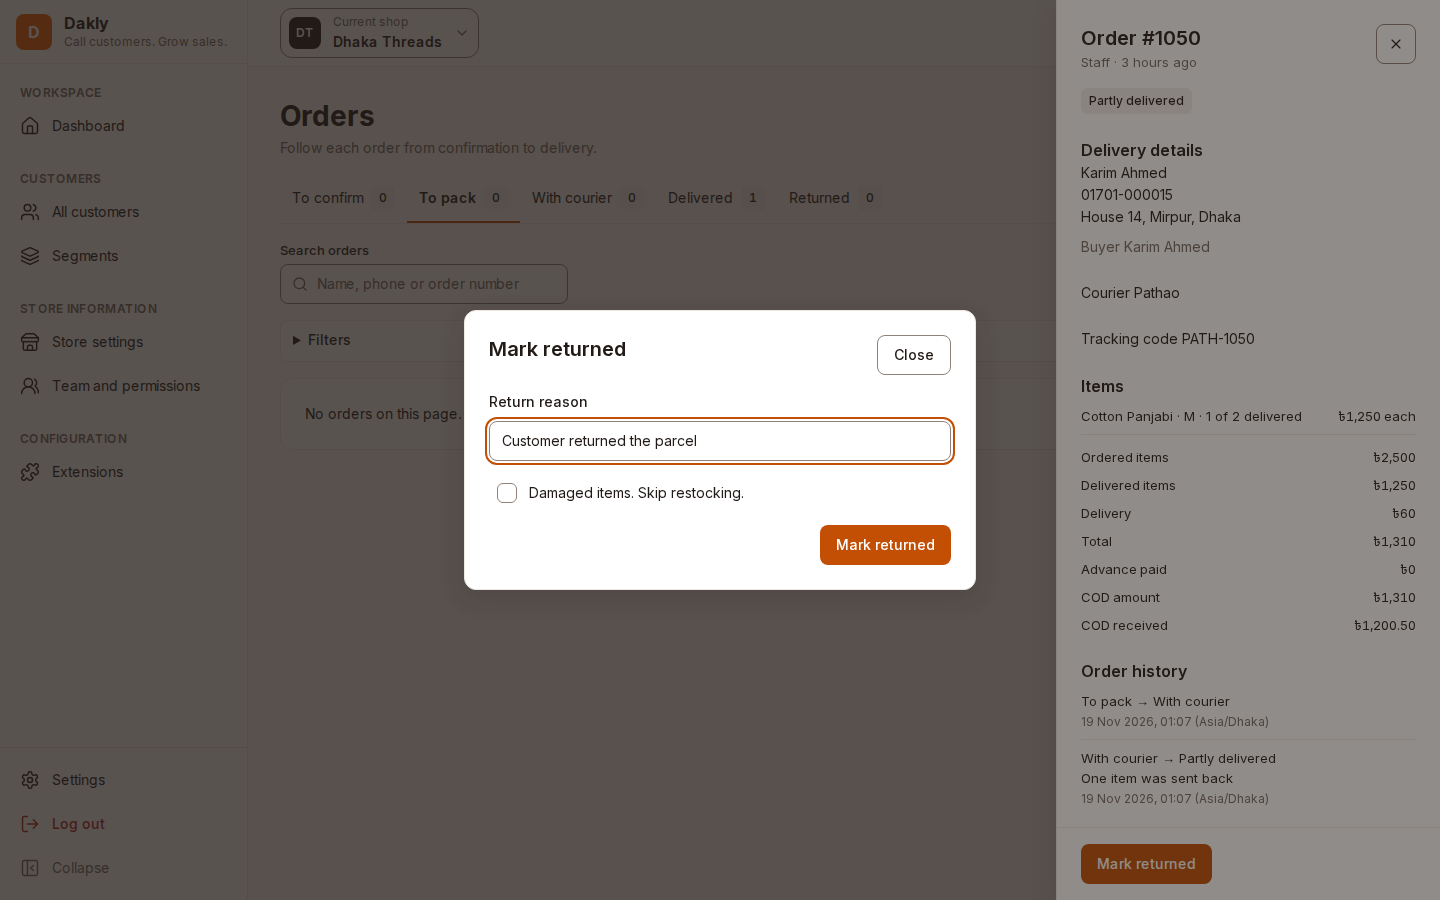 D
Dakly
Call customers. Grow sales.
WORKSPACE
Dashboard
CUSTOMERS
All customers
Segments
STORE INFORMATION
Store settings
Team and permissions
CONFIGURATION
Extensions
Settings
Log out
Collapse
DT
Current shop
Dhaka Threads
Orders
Follow each order from confirmation to delivery.
To confirm 0 To pack 0 With courier 0 Delivered 1 Returned 0
Search orders
Name, phone or order number
Filters
No orders on this page.
Mark returned
Close
Return reason
Customer returned the parcel
Damaged items. Skip restocking.
Mark returned
Order #1050
Staff · 3 hours ago
Partly delivered
Delivery details
Karim Ahmed
01701-000015
House 14, Mirpur, Dhaka
Buyer Karim Ahmed
Courier Pathao
Tracking code PATH-1050
Items
Cotton Panjabi · M · 1 of 2 delivered ৳1,250 each
Ordered items ৳2,500
Delivered items ৳1,250
Delivery ৳60
Total ৳1,310
Advance paid ৳0
COD amount ৳1,310
COD received ৳1,200.50
Order history
To pack → With courier
19 Nov 2026, 01:07 (Asia/Dhaka)
With courier → Partly delivered
One item was sent back
19 Nov 2026, 01:07 (Asia/Dhaka)
Mark returned